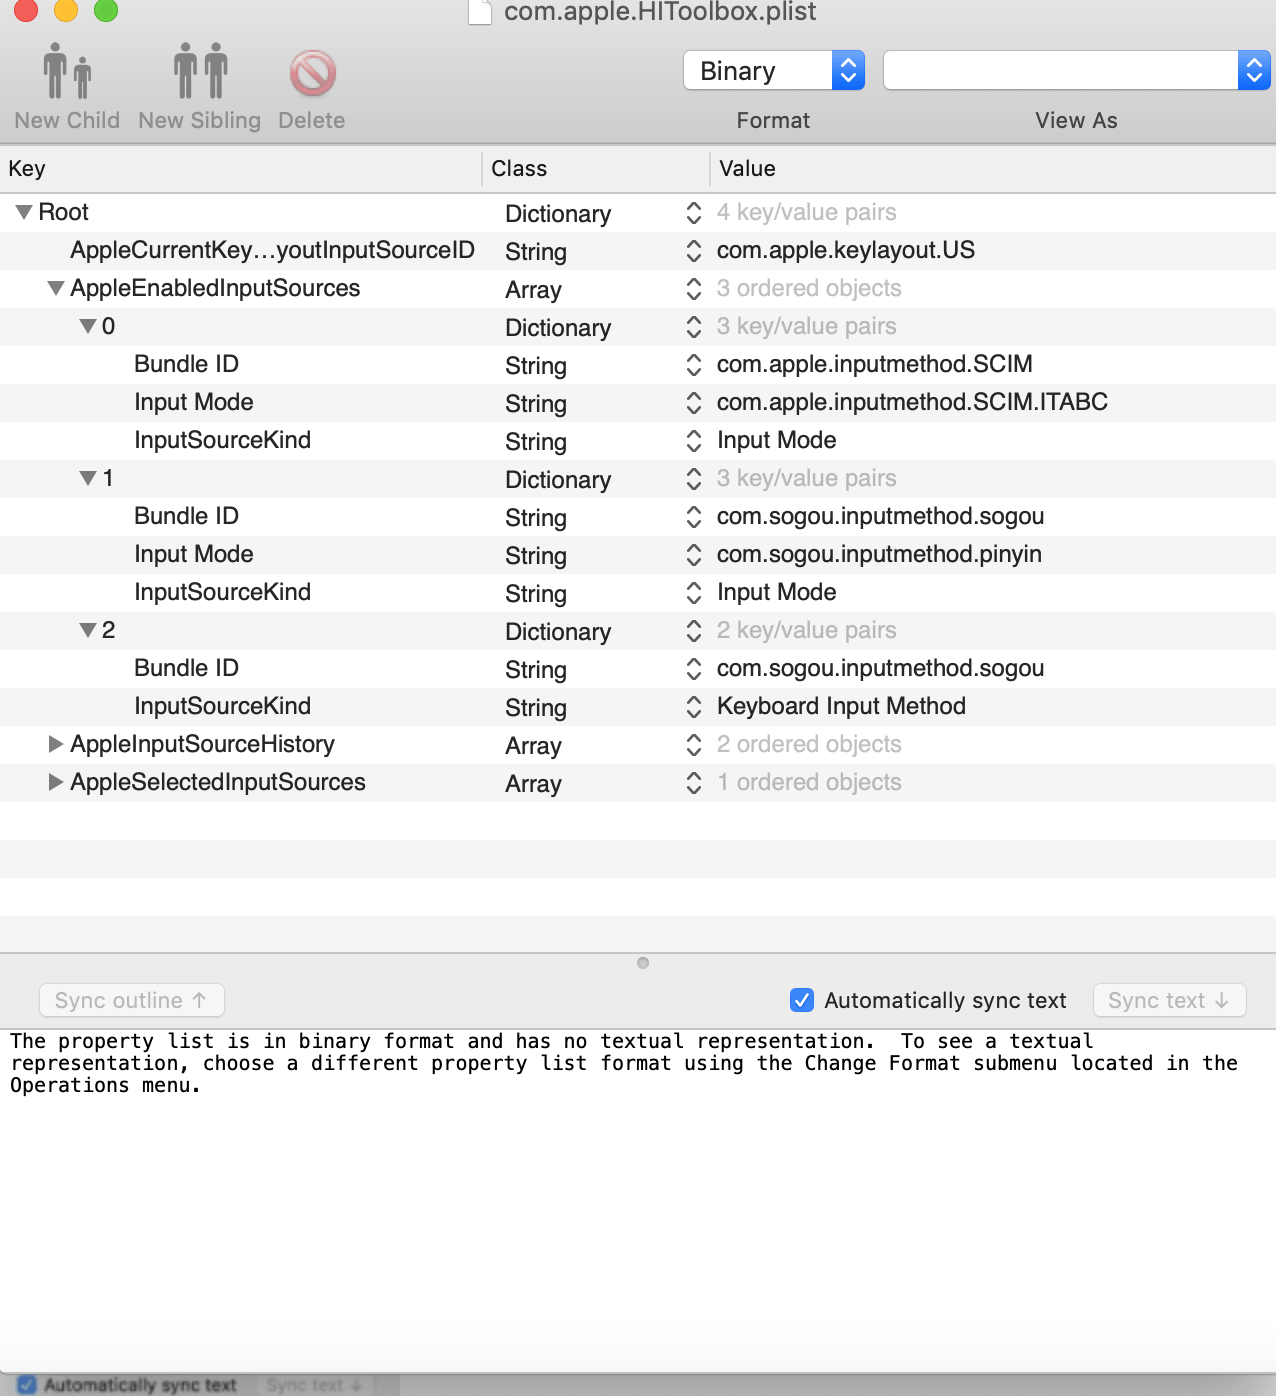 com.apple.HIToolbox.plist
New Child New Sibling Delete Binary Format View As
Key Class Value
Root Dictionary 4 key/value pairs
AppleCurrentKey...youtInputSourceID String com.apple.keylayout.US
AppleEnabledInputSources Array 3 ordered objects
0 Dictionary 3 key/value pairs
Bundle ID String com.apple.inputmethod.SCIM
Input Mode String com.apple.inputmethod.SCIM.ITABC
InputSourceKind String Input Mode
1 Dictionary 3 key/value pairs
Bundle ID String com.sogou.inputmethod.sogou
Input Mode String com.sogou.inputmethod.pinyin
InputSourceKind String Input Mode
2 Dictionary 2 key/value pairs
Bundle ID String com.sogou.inputmethod.sogou
InputSourceKind String Keyboard Input Method
AppleInputSourceHistory Array 2 ordered objects
AppleSelectedInputSources Array 1 ordered objects
Sync outline ↑ Automatically sync text Sync text ↓
The property list is in binary format and has no textual representation.  To see a textual
representation, choose a different property list format using the Change Format submenu located in the
Operations menu.
Automatically sync text Sync text ↓